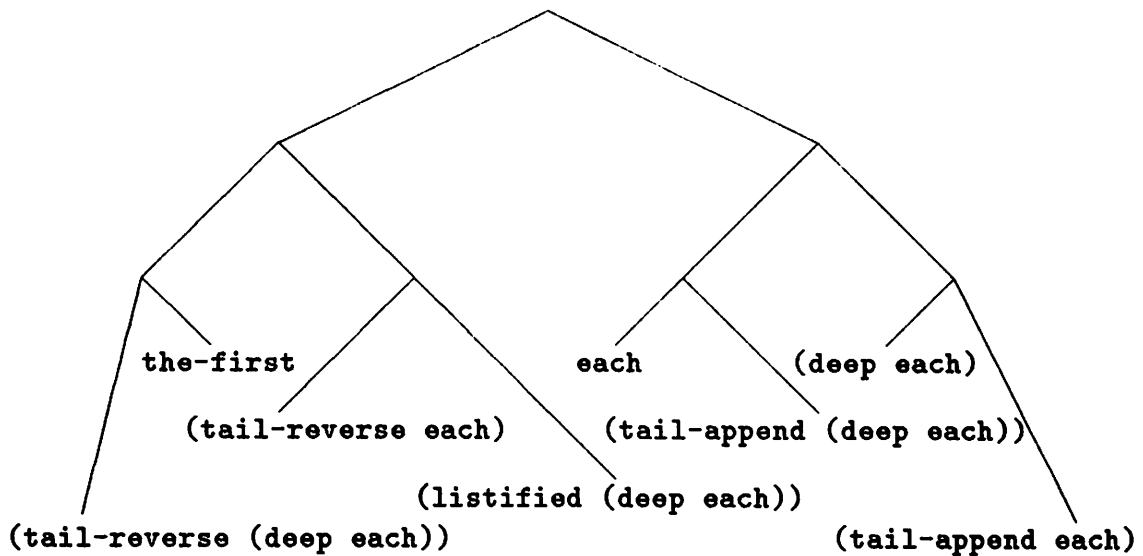 the-first
each
(deep each)
(tail-reverse each)
(tail-append (deep each))
(listified (deep each))
(tail-reverse (deep each))
(tail-append each)